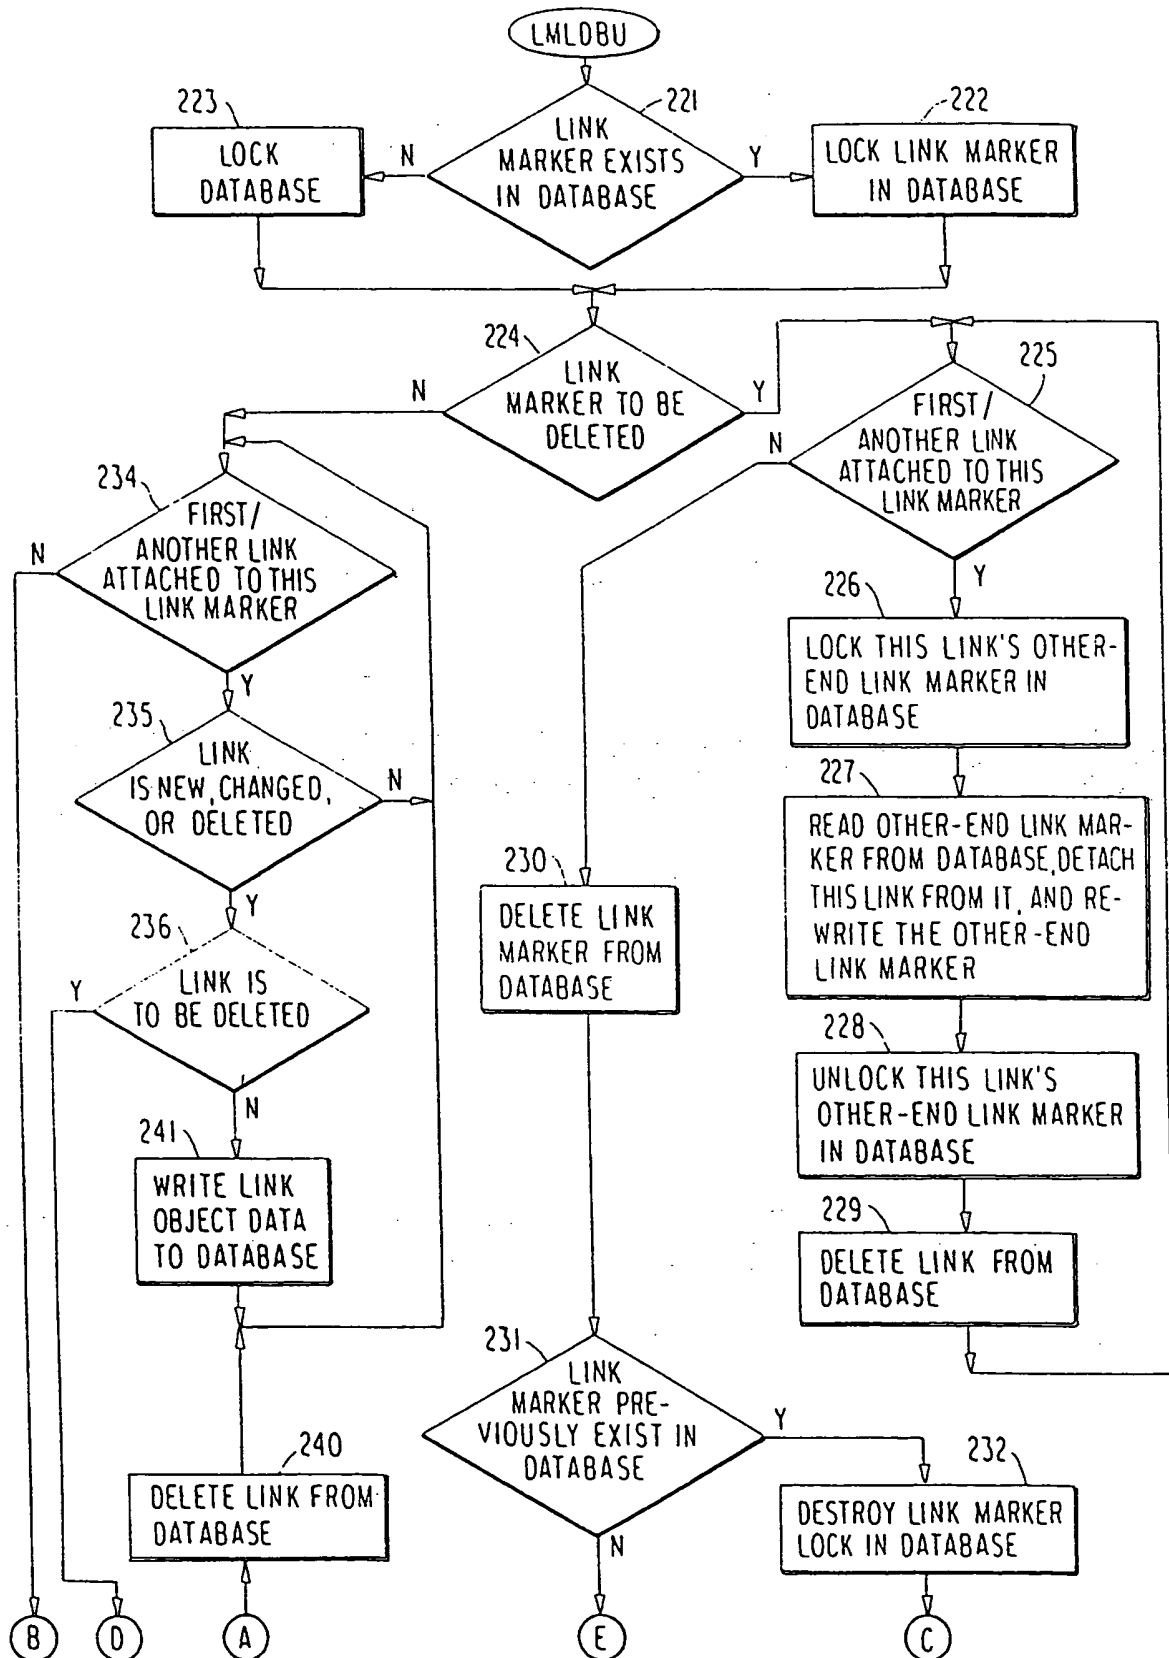 LMLDBU
223
221
222
LOCK
DATABASE
N
LINK
MARKER EXISTS
IN DATABASE
Y
LOCK LINK MARKER
IN DATABASE
224
LINK
MARKER TO BE
DELETED
N
Y
225
FIRST/
ANOTHER LINK
ATTACHED TO THIS
LINK MARKER
N
Y
234
FIRST/
ANOTHER LINK
ATTACHED TO THIS
LINK MARKER
N
Y
226
LOCK THIS LINK'S OTHER-
END LINK MARKER IN
DATABASE
235
LINK
IS NEW, CHANGED,
OR DELETED
N
Y
227
READ OTHER-END LINK MAR-
KER FROM DATABASE, DETACH
THIS LINK FROM IT, AND RE-
WRITE THE OTHER-END
LINK MARKER
230
DELETE LINK
MARKER FROM
DATABASE
236
LINK IS
TO BE DELETED
Y
N
228
UNLOCK THIS LINK'S
OTHER-END LINK MARKER
IN DATABASE
241
WRITE LINK
OBJECT DATA
TO DATABASE
229
DELETE LINK FROM
DATABASE
231
LINK
MARKER PRE-
VIOUSLY EXIST IN
DATABASE
Y
N
240
DELETE LINK FROM
DATABASE
232
DESTROY LINK MARKER
LOCK IN DATABASE
B
D
A
E
C